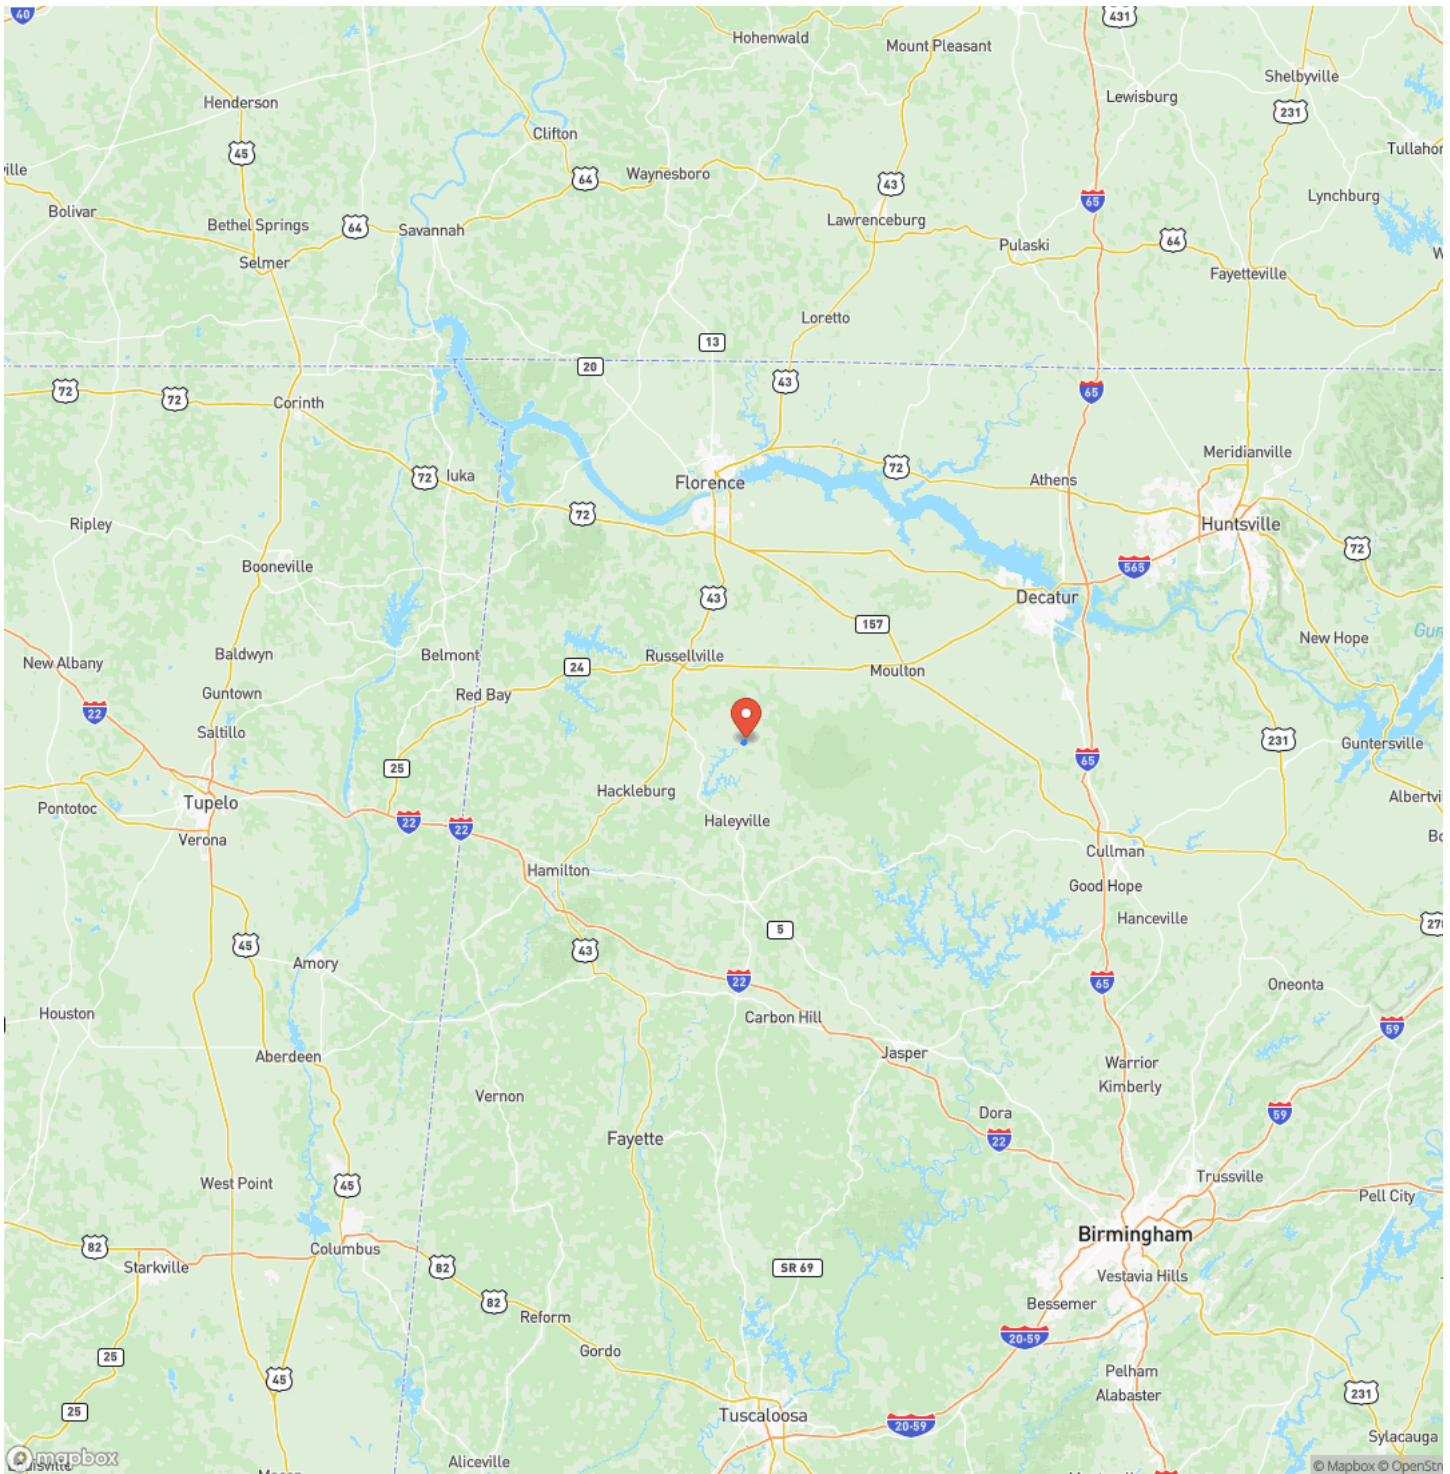 40
431
Hohenwald
Mount Pleasant
Shelbyville
Henderson
Lewisburg
231
Clifton
45
Tullahor
ville
Waynesboro
64
43
65
Lynchburg
Bolivar
Bethel Springs
64
Savannah
Lawrenceburg
Pulaski
64
W
Selmer
Fayetteville
Loretto
13
20
43
72
72
65
Corinth
Meridianville
72
Iuka
Florence
72
Athens
72
Ripley
Huntsville
72
Booneville
565
43
Decatur
157
New Hope
Gun
New Albany
Baldwyn
Belmont
24
Russellville
Moulton
Guntown
Red Bay
22
Saltillo
231
Guntersville
65
25
Hackleburg
Albertvi
Pontotoc
Tupelo
22
22
Haleyville
Verona
Bo
Cullman
Hamilton
Good Hope
Hanceville
278
5
45
43
Amory
22
65
Oneonta
Houston
Carbon Hill
59
Aberdeen
Jasper
Warrior
Kimberly
Vernon
Dora
59
Fayette
22
West Point
45
Trussville
Pell City
Birmingham
82
Columbus
Starkville
82
SR 69
Vestavia Hills
82
Bessemer
Reform
20-59
Gordo
25
Pelham
45
Alabaster
231
25
Tuscaloosa
20-59
Sylacauga
mapbox
Aliceville
© Mapbox © OpenStr